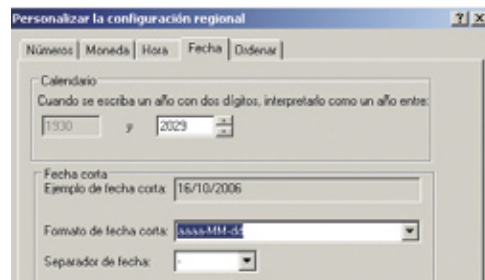 Personalizar la configuración regional
Números Moneda Hora Fecha Ordenar
Calendario
Cuando se escriba un año con dos dígitos, interpretarlo como un año entre:
1930 y 2029
Fecha corta
Ejemplo de fecha corta: 16/10/2006
Formato de fecha corta: aaaa-MM-dd
Separador de fecha: -